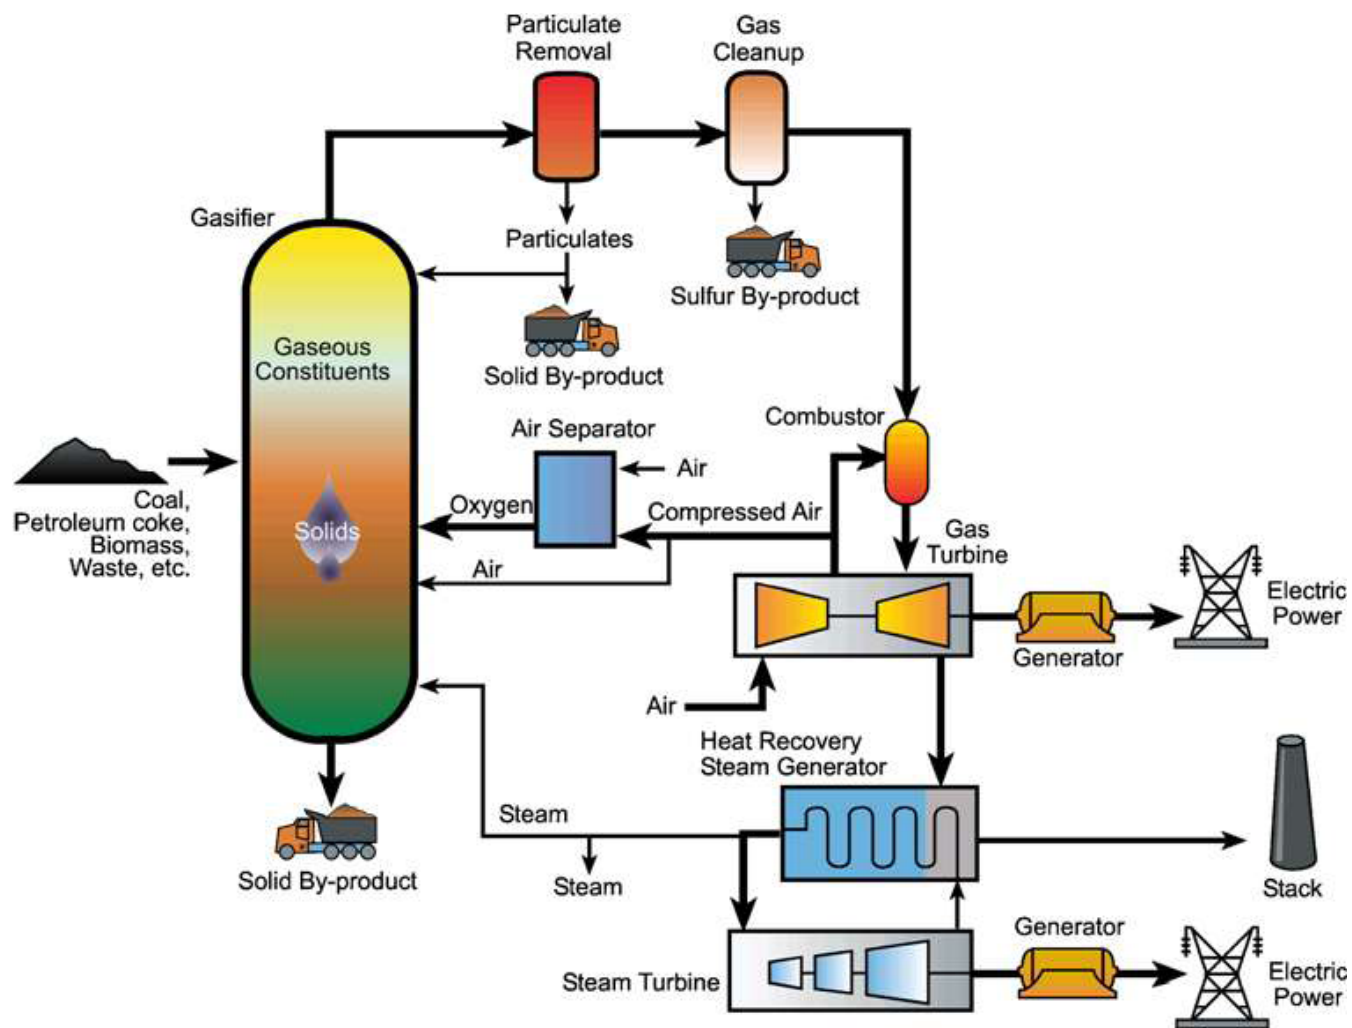 Particulate
Removal
Gas
Cleanup
Gasifier
Particulates
Sulfur By-product
Gaseous
Constituents
Solid By-product
Combustor
Air Separator
Air
Coal,
Petroleum coke,
Biomass,
Waste, etc.
Solids
Oxygen
Compressed Air
Gas
Turbine
Air
Electric
Power
Generator
Air
Heat Recovery
Steam Generator
Steam
Steam
Solid By-product
Stack
Generator
Steam Turbine
Electric
Power